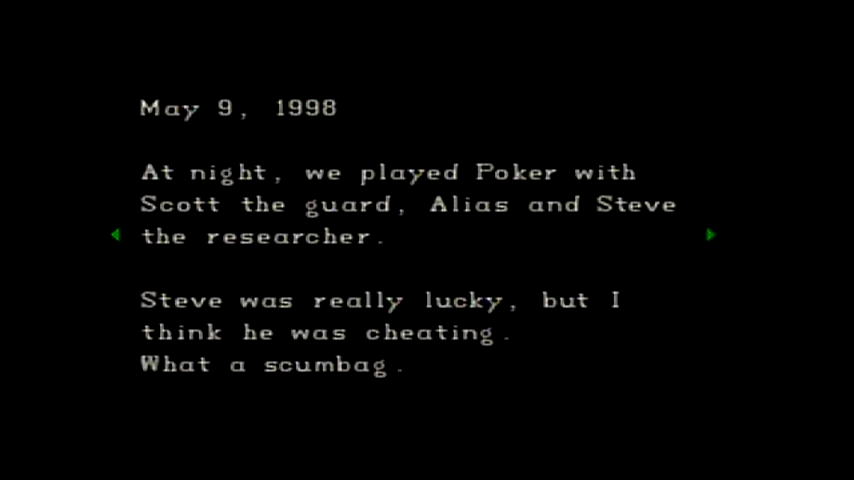 May 9, 1998
At night, we played Poker with
Scott the guard, Alias and Steve
the researcher.
Steve was really lucky, but I
think he was cheating.
What a scumbag.